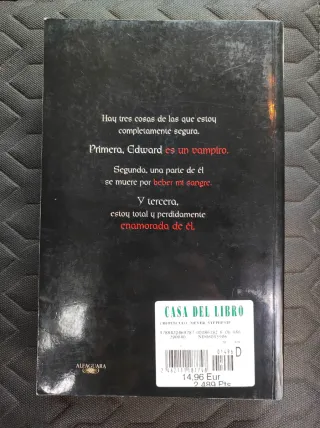 Hay tres cosas de las que estoy
completamente segura.
Primera, Edward es un vampiro.
Segunda, una parte de él
se muere por beber mi sangre.
Y tercera,
estoy total y perdidamente
enamorada de él.
CASA DEL LIBRO
D
14,96 Eur
2.489 Pts
ALFAGUARA